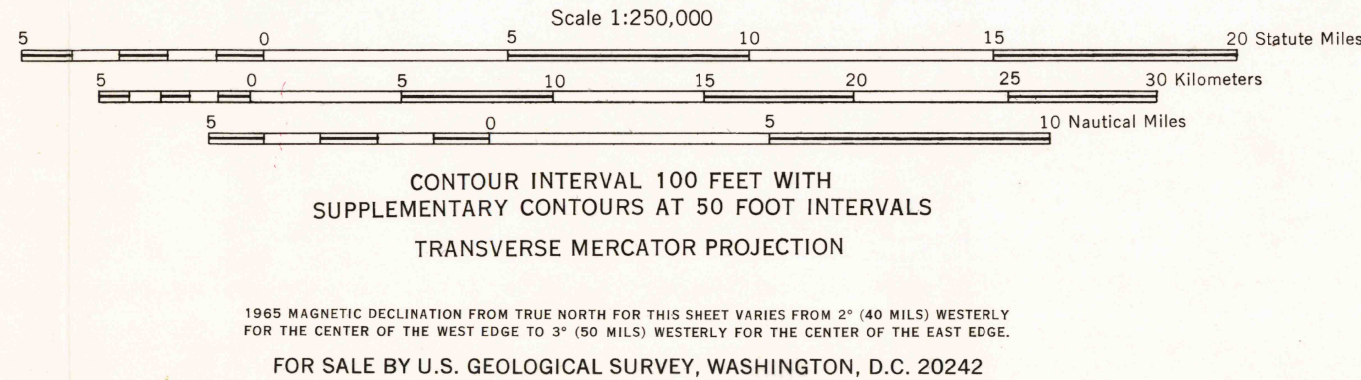 Scale 1:250,000
5 0 5 10 15 20 Statute Miles
5 0 5 10 15 20 25 30 Kilometers
5 0 5 10 Nautical Miles
CONTOUR INTERVAL 100 FEET WITH
SUPPLEMENTARY CONTOURS AT 50 FOOT INTERVALS
TRANSVERSE MERCATOR PROJECTION
1965 MAGNETIC DECLINATION FROM TRUE NORTH FOR THIS SHEET VARIES FROM 2° (40 MILS) WESTERLY
FOR THE CENTER OF THE WEST EDGE TO 3° (50 MILS) WESTERLY FOR THE CENTER OF THE EAST EDGE.
FOR SALE BY U.S. GEOLOGICAL SURVEY, WASHINGTON, D.C. 20242